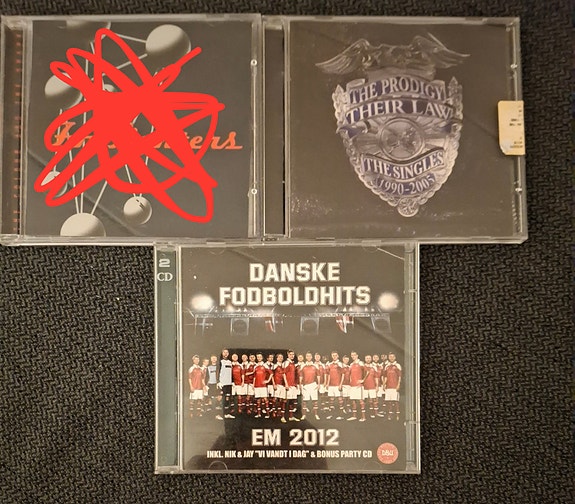 THE PRODIGY
THEIR LAW
THE SINGLES
1990-2005
2
CD
DANSKE
FODBOLDHITS
EM 2012
INKL. NIK & JAY "VI VANDT I DAG" & BONUS PARTY CD
DBU